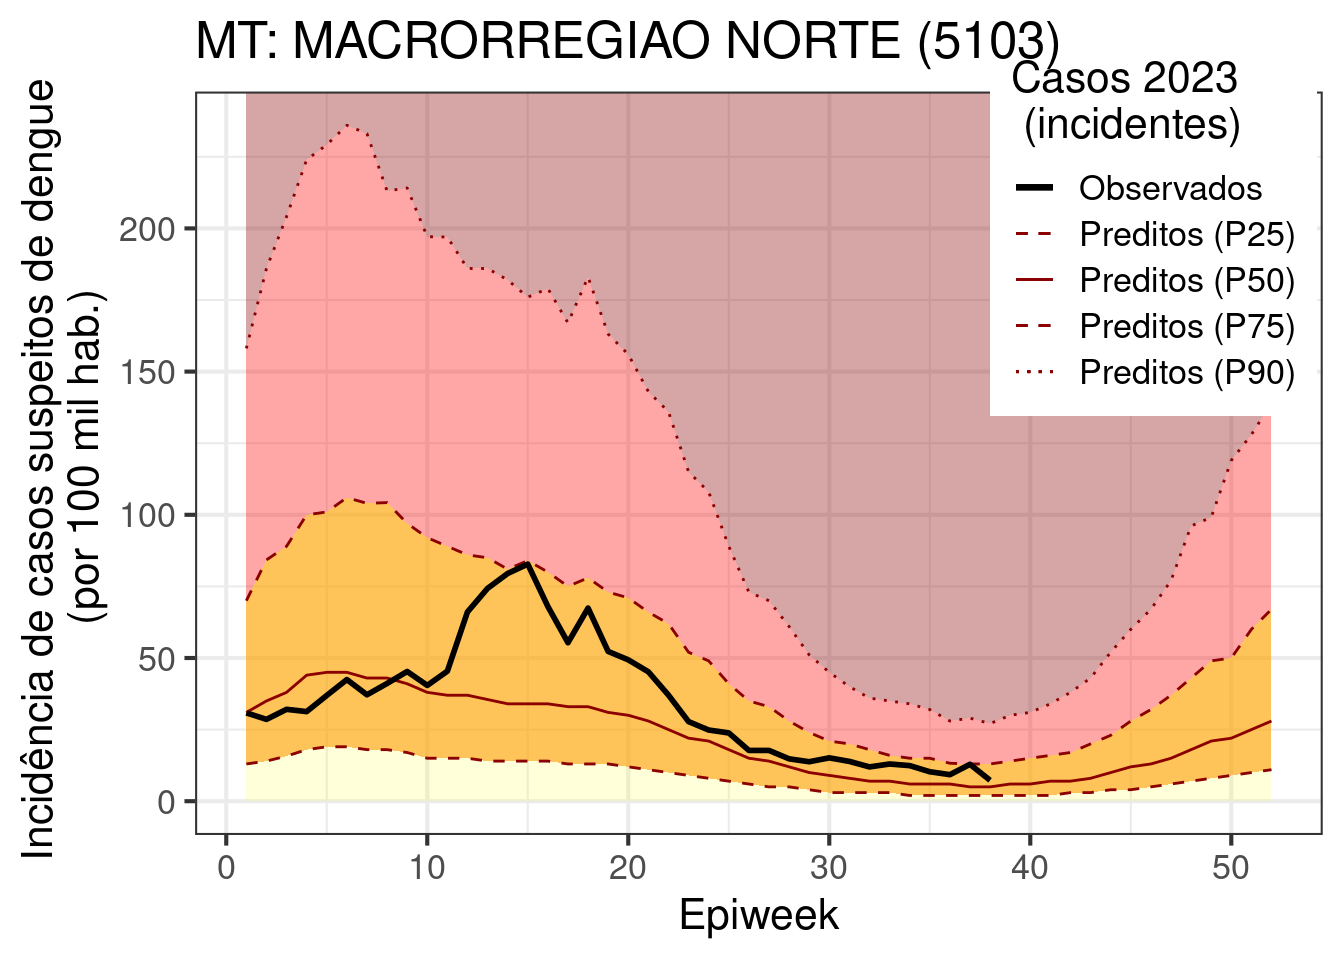 MT: MACRORREGIAO NORTE (5103)
Casos 2023
(incidentes)
Observados
Preditos (P25)
Preditos (P50)
Preditos (P75)
Preditos (P90)
Incidência de casos suspeitos de dengue
(por 100 mil hab.)
200
150
100
50
0
0 10 20 30 40 50
Epiweek